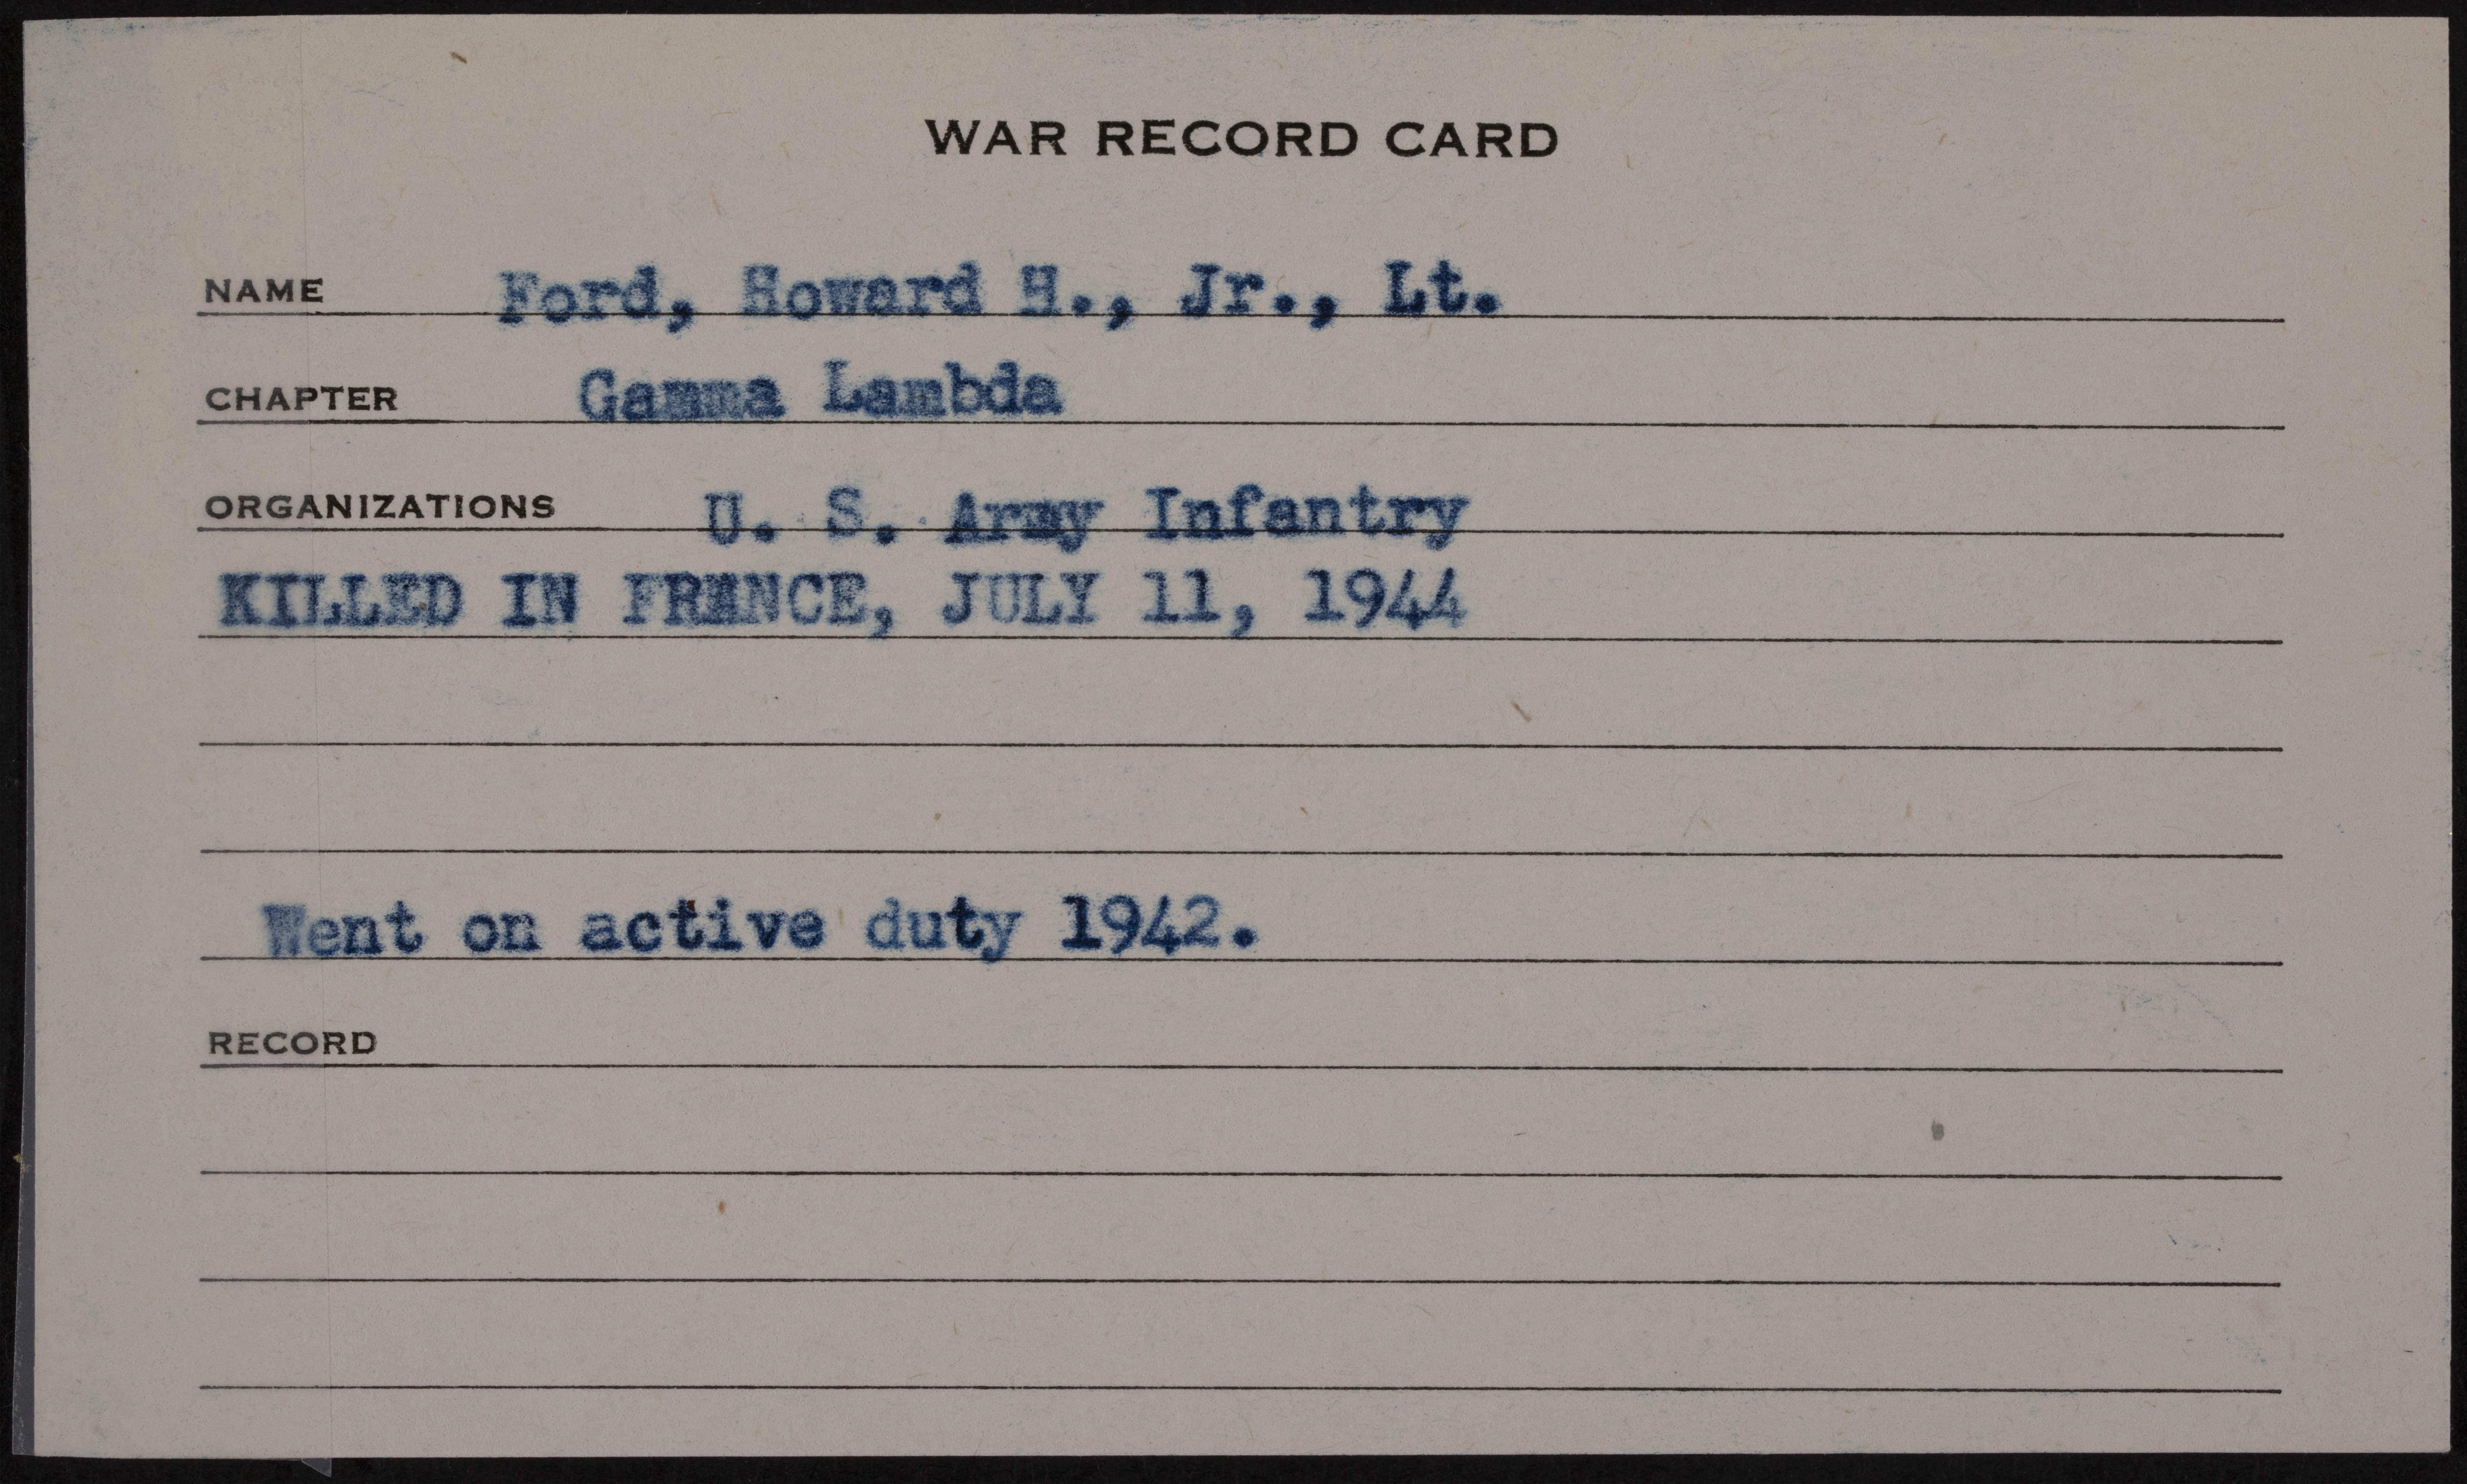 WAR RECORD CARD
NAME Ford, Howard H., Jr., Lt.
CHAPTER Gamma Lambda
ORGANIZATIONS U. S. Army Infantry
KILLED IN FRANCE, JULY 11, 1944
Went on active duty 1942.
RECORD